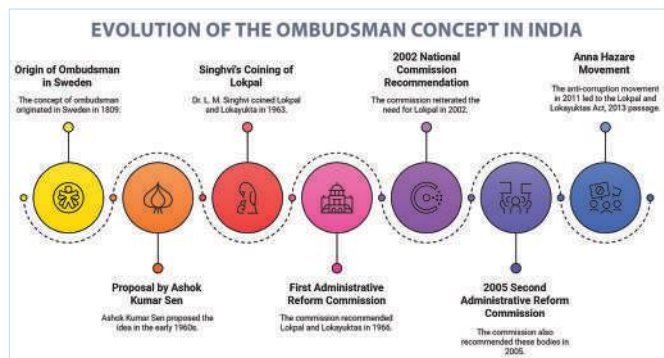 EVOLUTION OF THE OMBUDSMAN CONCEPT IN INDIA
Origin of Ombudsman
in Sweden
The concept of ombudsman
originated in Sweden in 1809.
Proposal by Ashok
Kumar Sen
Ashok Kumar Sen proposed the
idea in the early 1960s.
Singhvi's Coining of
Lokpal
Dr. L. M. Singhvi coined Lokpal
and Lokayukta in 1963.
First Administrative
Reform Commission
The commission recommended
Lokpal and Lokayuktas in 1966.
2002 National
Commission
Recommendation
The commission reiterated the
need for Lokpal in 2002.
2005 Second
Administrative Reform
Commission
The commission also
recommended these bodies in
2005.
Anna Hazare
Movement
The anti-corruption movement
in 2011 led to the Lokpal and
Lokayuktas Act, 2013 passage.